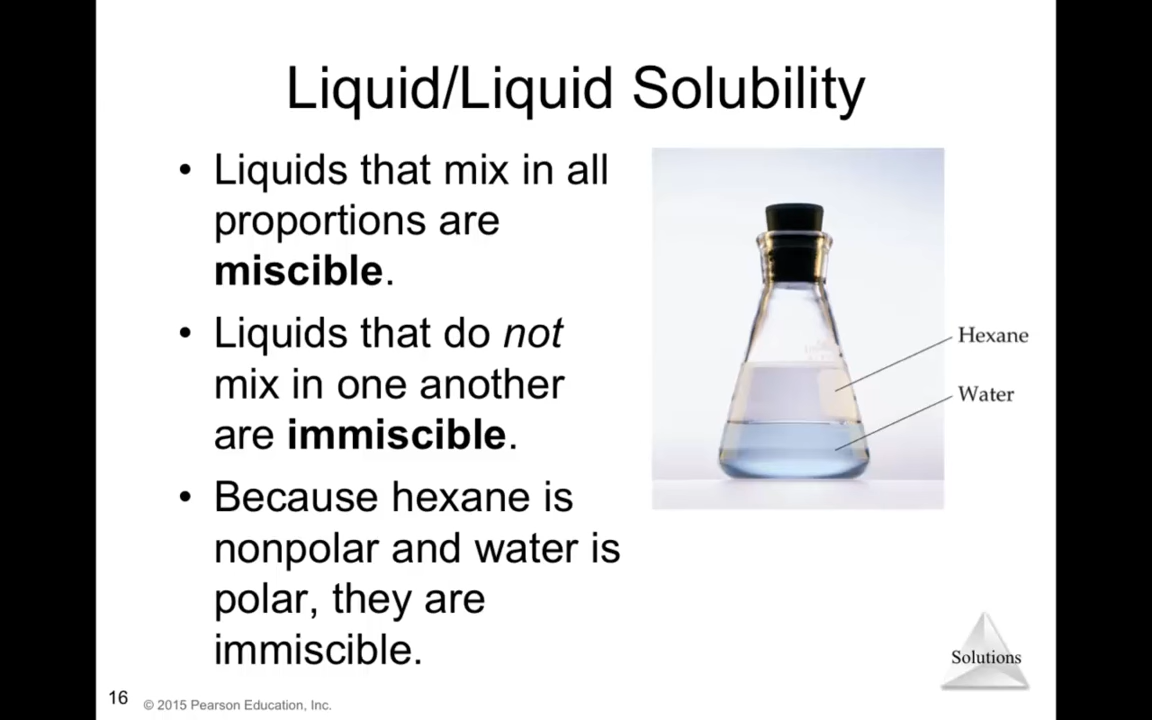 Liquid/Liquid Solubility
• Liquids that mix in all
proportions are
miscible.
• Liquids that do not
mix in one another
are immiscible.
• Because hexane is
nonpolar and water is
polar, they are
immiscible.
Hexane
Water
Solutions
16
© 2015 Pearson Education, Inc.